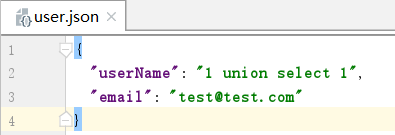 user.json
1 {
2 "userName": "1 union select 1",
3 "email": "test@test.com"
4 }